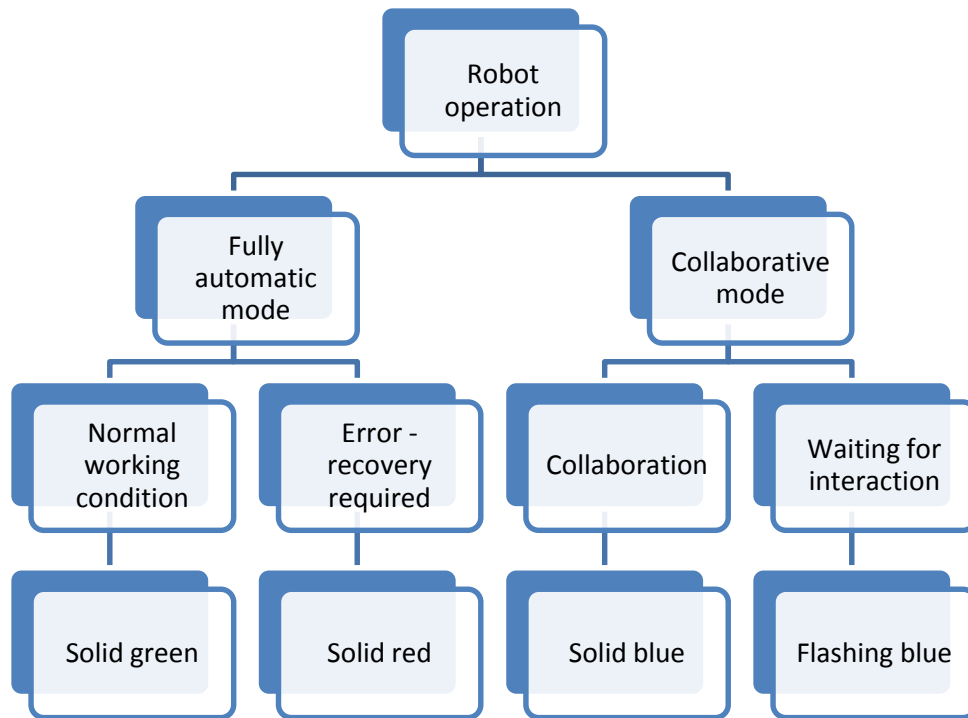 Robot
operation
Fully
automatic
mode
Collaborative
mode
Normal
working
condition
Error -
recovery
required
Collaboration
Waiting for
interaction
Solid green
Solid red
Solid blue
Flashing blue